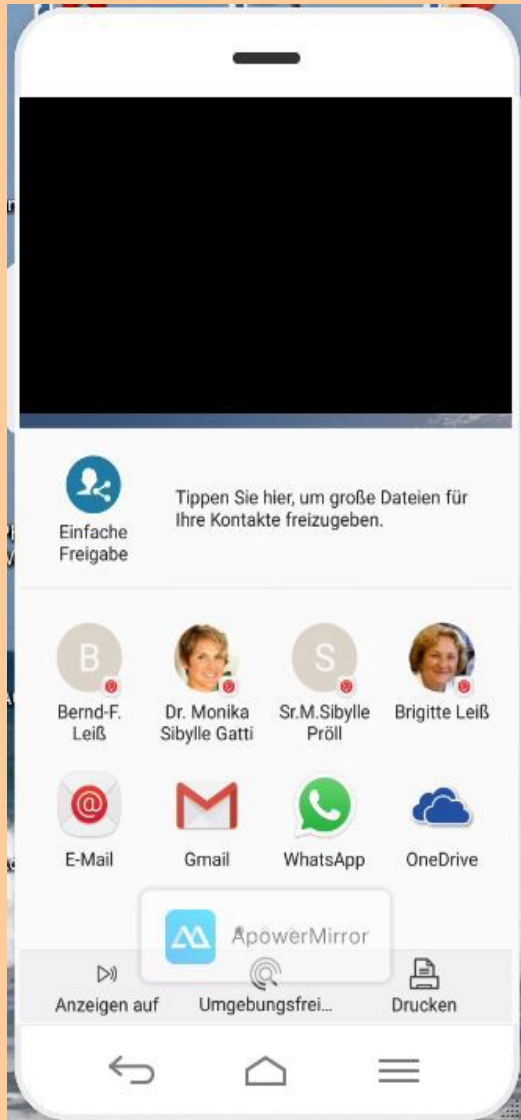 Tippen Sie hier, um große Dateien für
Ihre Kontakte freizugeben.
Einfache
Freigabe
B
S
Bernd-F.
Leiß
Dr. Monika
Sibylle Gatti
Sr.M.Sibylle
Pröll
Brigitte Leiß
@
E-Mail
Gmail
WhatsApp
OneDrive
ApowerMirror
Anzeigen auf
Umgebungsfrei...
Drucken